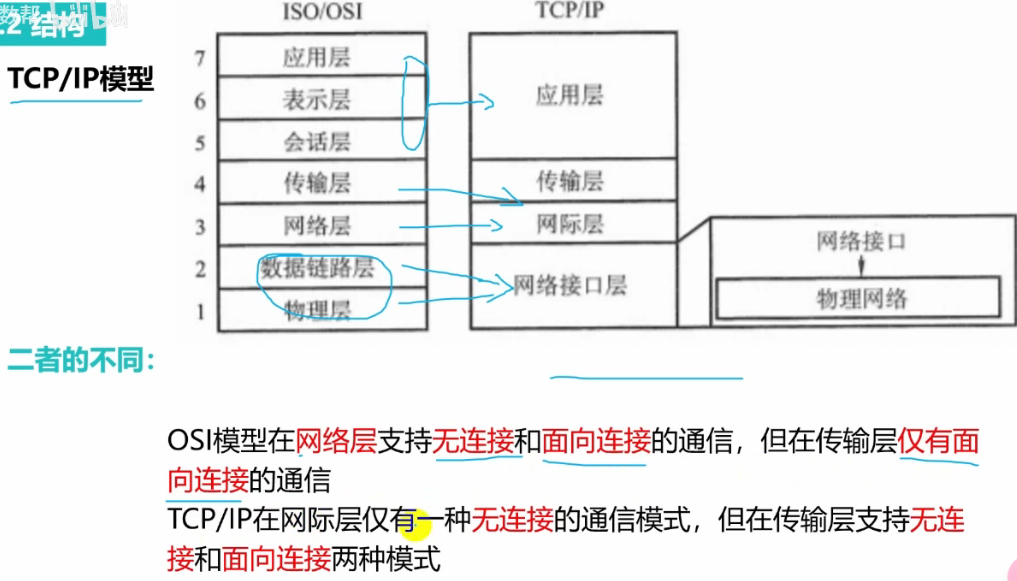 .2 结构
ISO/OSI
TCP/IP
TCP/IP模型
7 应用层
6 表示层
5 会话层
4 传输层
3 网络层
2 数据链路层
1 物理层
应用层
传输层
网际层
网络接口层
网络接口
物理网络
二者的不同:
OSI模型在网络层支持无连接和面向连接的通信，但在传输层仅有面
向连接的通信
TCP/IP在网际层仅有一种无连接的通信模式，但在传输层支持无连
接和面向连接两种模式